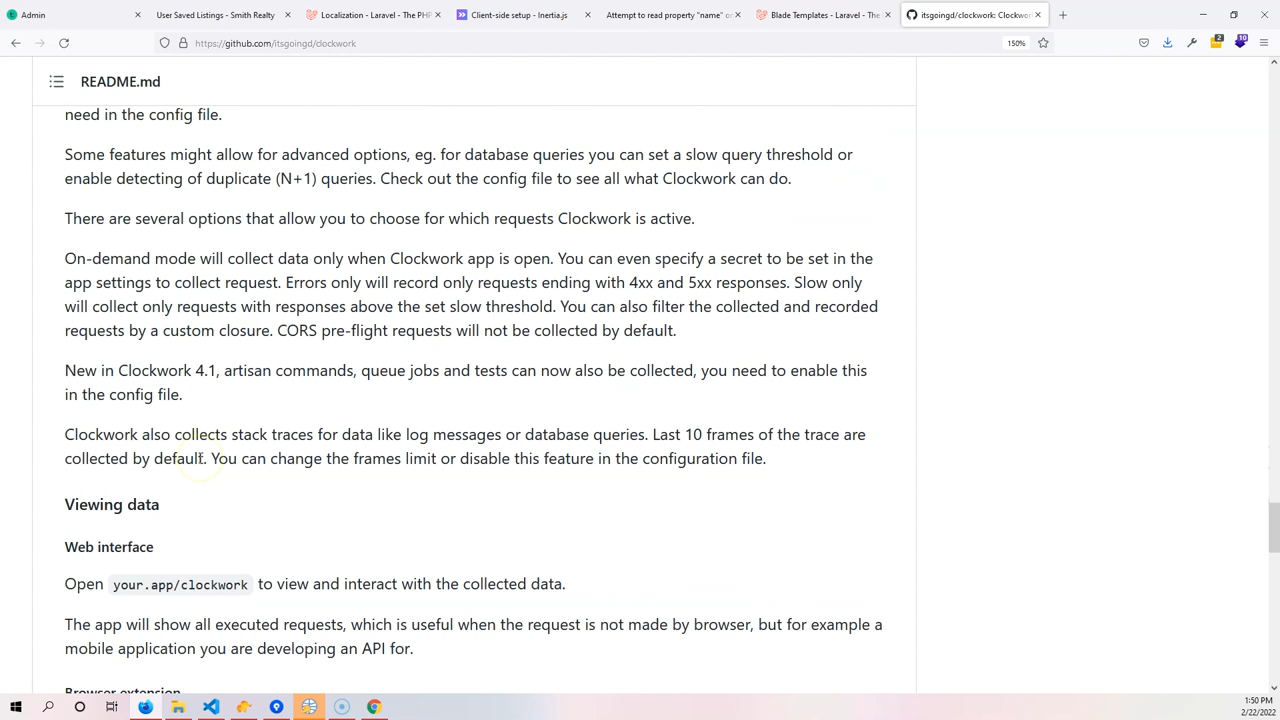 Admin
User Saved Listings - Smith Realty
Localization - Laravel - The PHP
Client-side setup - Inertia.js
Attempt to read property "name" on
Blade Templates - Laravel - The
itsgoingd/clockwork: Clockwor
https://github.com/itsgoingd/clockwork
150%
2
10
README.md
need in the config file.
Some features might allow for advanced options, eg. for database queries you can set a slow query threshold or
enable detecting of duplicate (N+1) queries. Check out the config file to see all what Clockwork can do.
There are several options that allow you to choose for which requests Clockwork is active.
On-demand mode will collect data only when Clockwork app is open. You can even specify a secret to be set in the
app settings to collect request. Errors only will record only requests ending with 4xx and 5xx responses. Slow only
will collect only requests with responses above the set slow threshold. You can also filter the collected and recorded
requests by a custom closure. CORS pre-flight requests will not be collected by default.
New in Clockwork 4.1, artisan commands, queue jobs and tests can now also be collected, you need to enable this
in the config file.
Clockwork also collects stack traces for data like log messages or database queries. Last 10 frames of the trace are
collected by default. You can change the frames limit or disable this feature in the configuration file.
Viewing data
Web interface
Open your.app/clockwork to view and interact with the collected data.
The app will show all executed requests, which is useful when the request is not made by browser, but for example a
mobile application you are developing an API for.
Browser extension
1:50 PM
2/22/2022